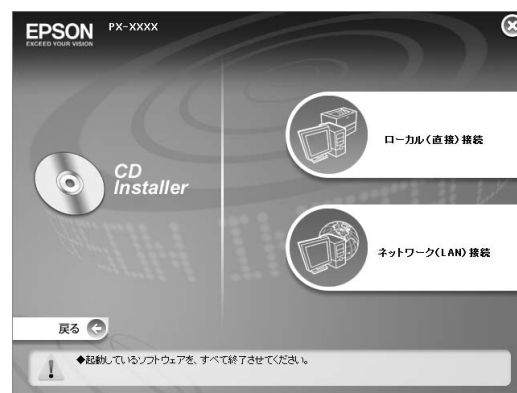 EPSON
EXCEED YOUR VISION
PX-XXXX
CD
Installer
ローカル(直接)接続
ネットワーク(LAN)接続
戻る
◆起動しているソフトウェアを、すべて終了させてください。